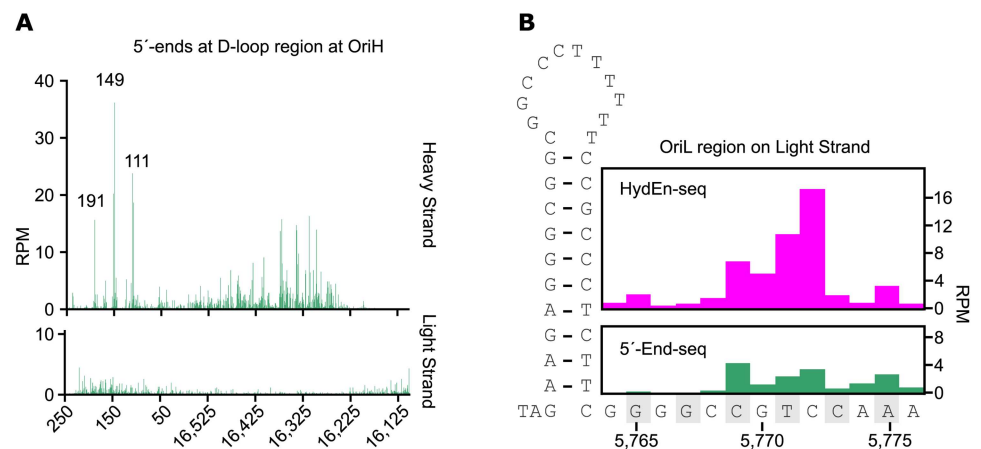 A
5´-ends at D-loop region at OriH
RPM
40
30
20
10
0
149
111
191
Heavy Strand
10
0
Light Strand
250
150
50
16,525
16,425
16,325
16,225
16,125
B
C G G C C C T T T T T T
G - C
G - C
C - G
G - C
G - C
G - C
A - T
G - C
A - T
A - T
TAG C G G G G C C G T C C A A A
OriL region on Light Strand
HydEn-seq
16
12
8
4
0
RPM
5´-End-seq
8
4
0
5,765
5,770
5,775